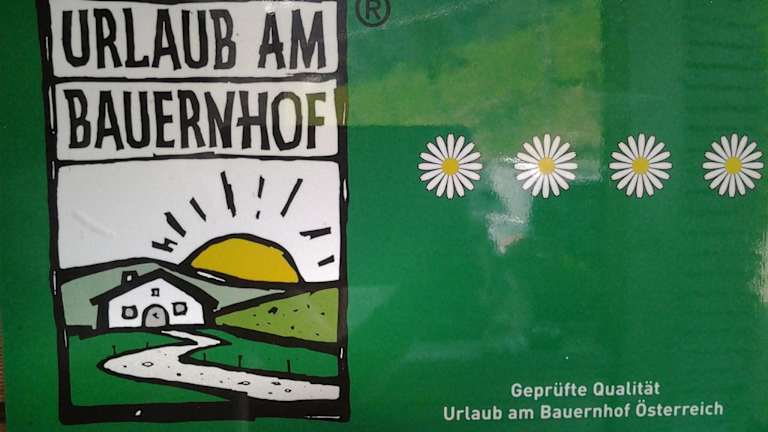 URLAUB AM
BAUERNHOF
®
Geprüfte Qualität
Urlaub am Bauernhof Österreich